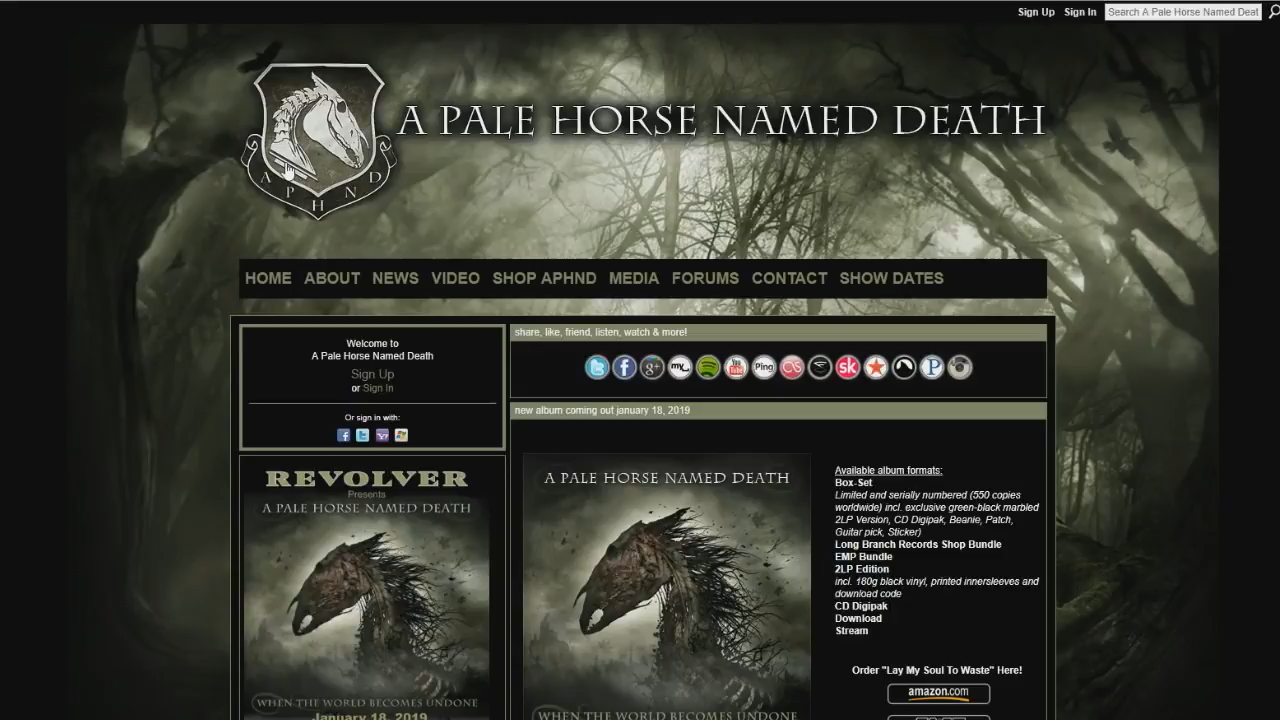 Sign Up Sign In Search A Pale Horse Named Deat
A PALE HORSE NAMED DEATH
A P H N D
HOME ABOUT NEWS VIDEO SHOP APHND MEDIA FORUMS CONTACT SHOW DATES
Welcome to
A Pale Horse Named Death
Sign Up
or Sign In
Or sign in with:
share, like, friend, listen, watch & more!
my You Tube Ping sk P
new album coming out january 18, 2019
REVOLVER
Presents
A PALE HORSE NAMED DEATH
WHEN THE WORLD BECOMES UNDONE
January 18, 2019
A PALE HORSE NAMED DEATH
WHEN THE WORLD BECOMES UNDONE
Available album formats:
Box-Set
Limited and serially numbered (550 copies
worldwide) incl. exclusive green-black marbled
2LP Version, CD Digipak, Beanie, Patch,
Guitar pick, Sticker)
Long Branch Records Shop Bundle
EMP Bundle
2LP Edition
incl. 180g black vinyl, printed innersleeves and
download code
CD Digipak
Download
Stream
Order "Lay My Soul To Waste" Here!
amazon.com